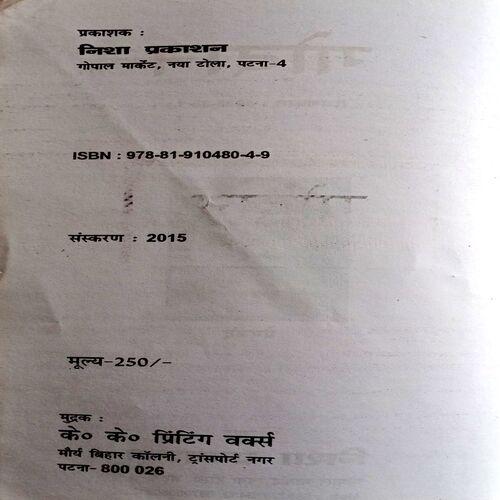 प्रकाशक :
निशा प्रकाशन
गोपाल मार्केट, नया टोला, पटना-4
ISBN : 978-81-910480-4-9
संस्करण : 2015
मूल्य-250/-
मुद्रक :
के० के० प्रिंटिंग वर्क्स
मौर्य बिहार कॉलनी, ट्रांसपोर्ट नगर
पटना- 800 026